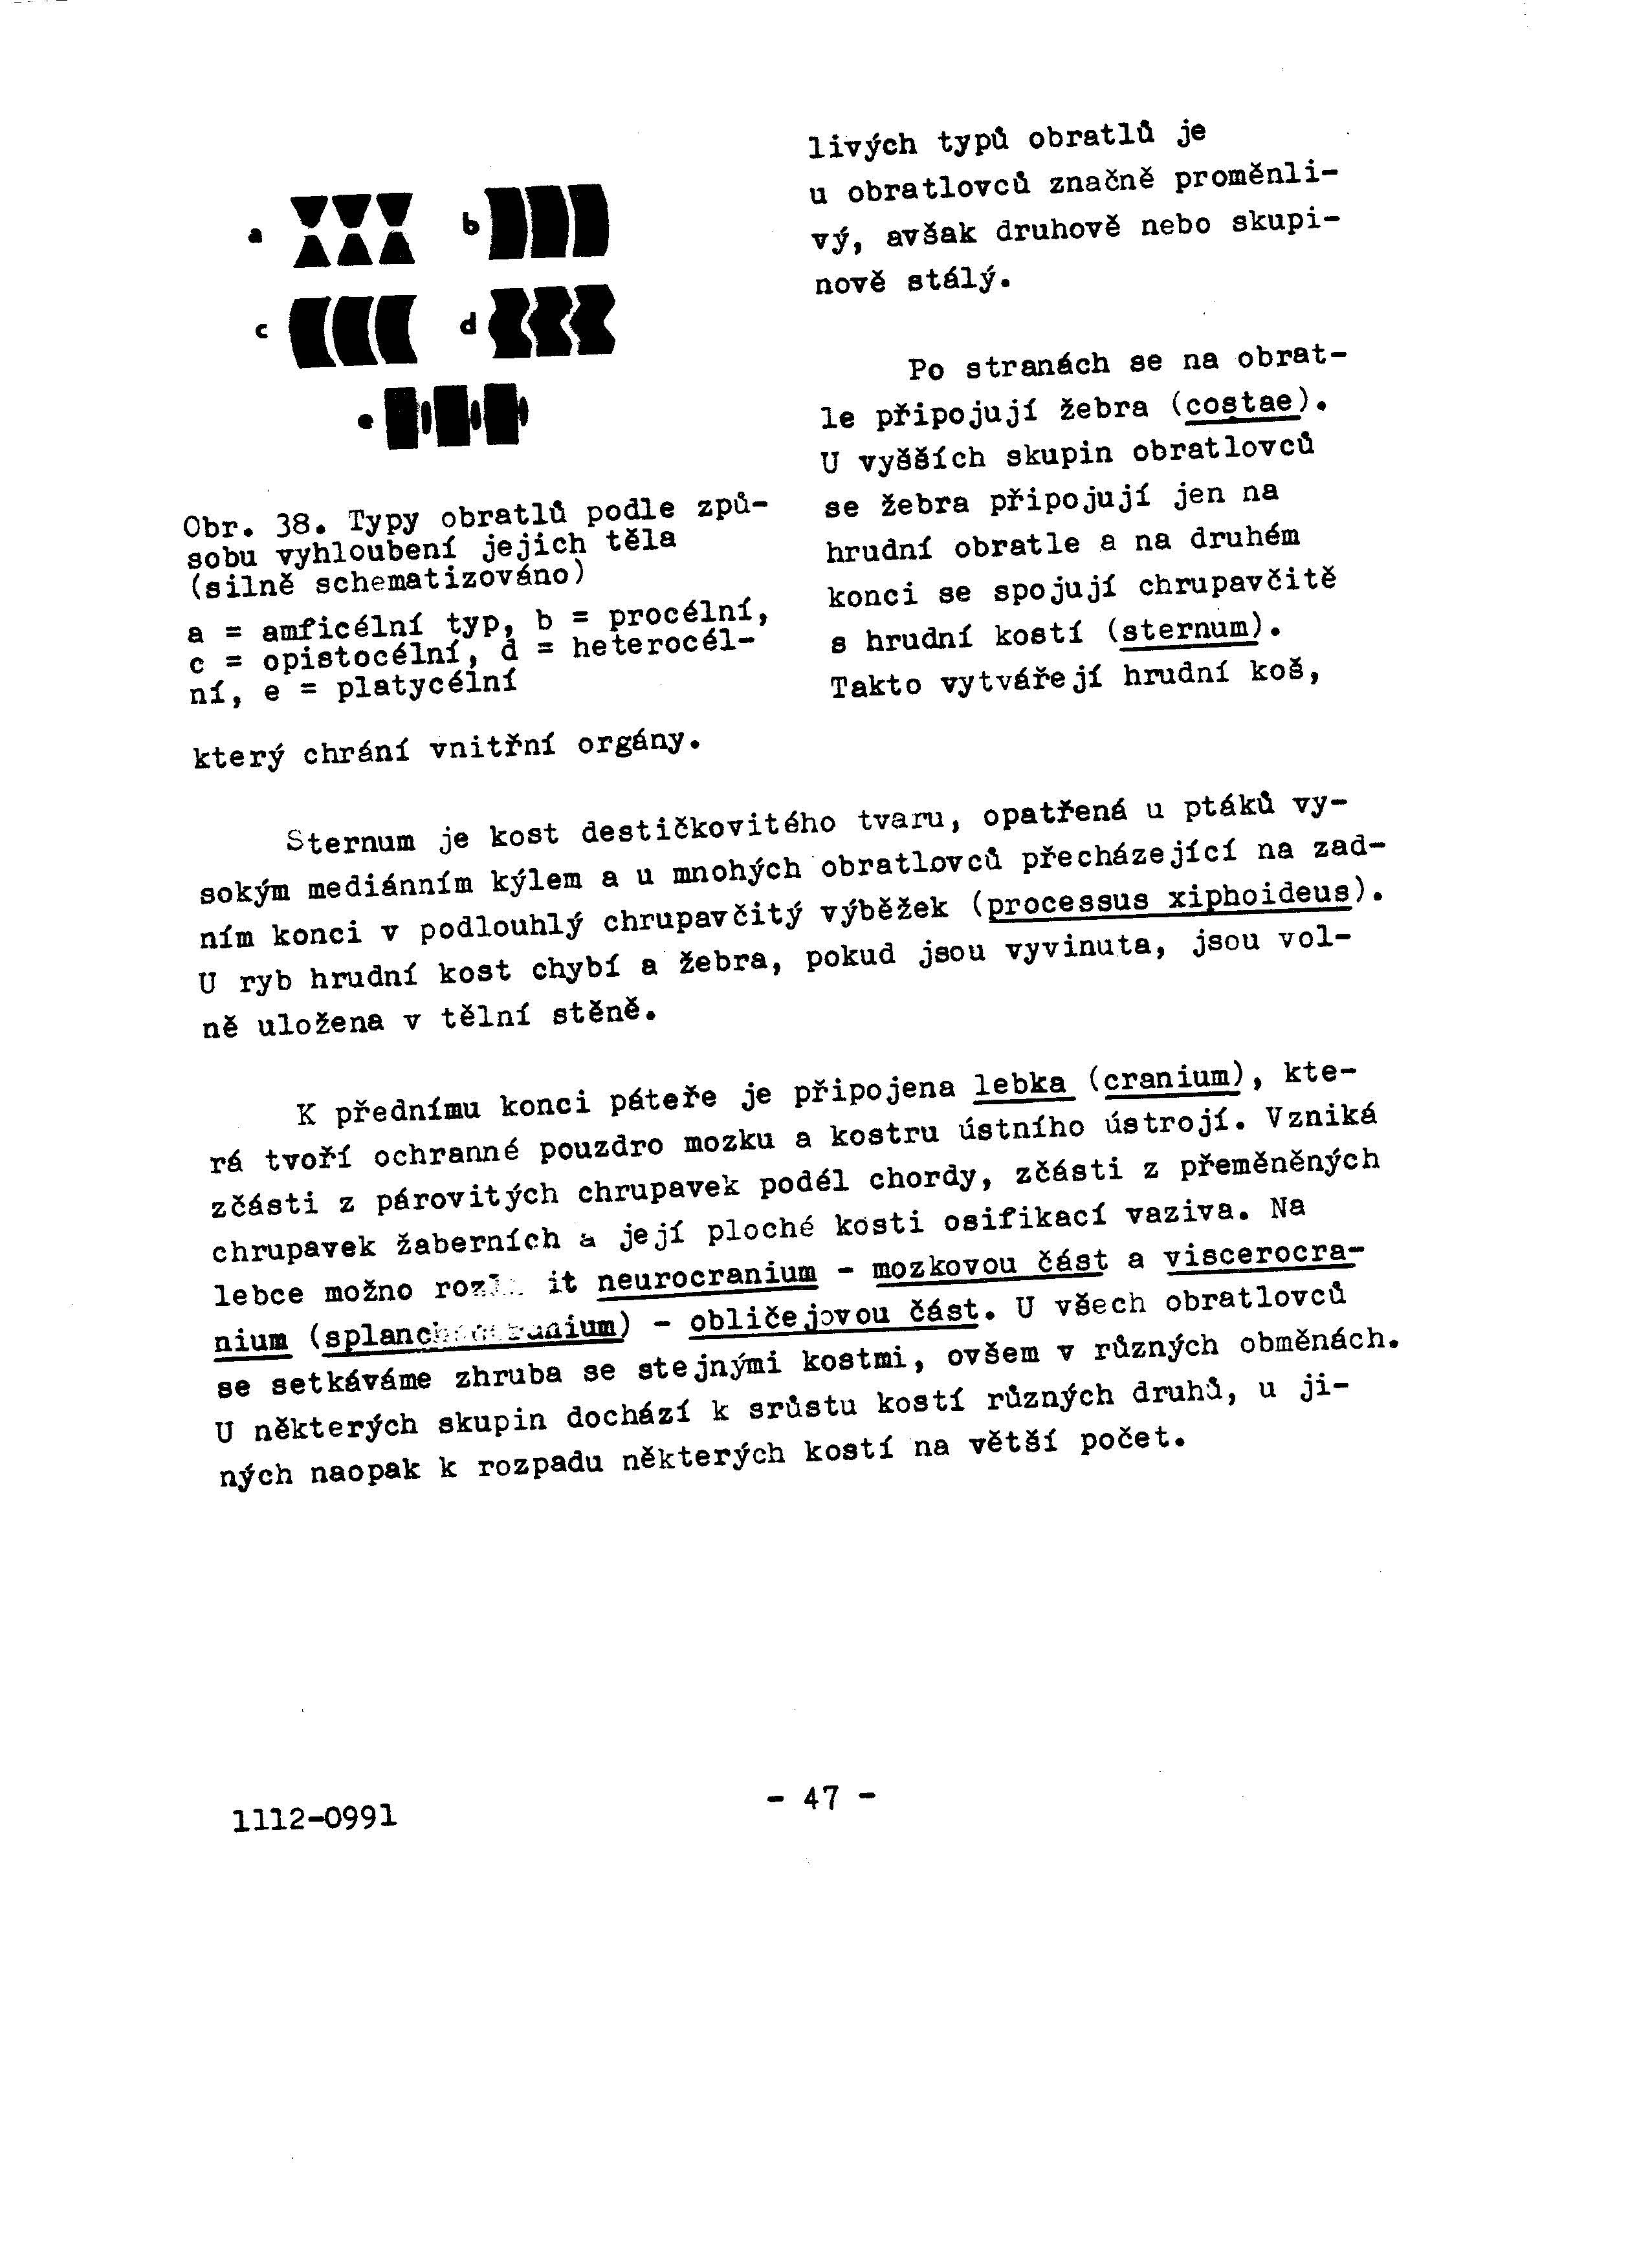 livých typů obratlů je
u obratlovců značně proměnli-
vý, avšak druhově nebo skupi-
nově stálý.
a
b
c
d
e
Obr. 38. Typy obratlů podle způ-
sobu vyhloubení jejich těla
(silně schematizováno)
a = amficélní typ, b = procélní,
c = opistocélní, d = heterocél-
ní, e = platycélní
Po stranách se na obrat-
le připojují žebra (costae).
U vyšších skupin obratlovců
se žebra připojují jen na
hrudní obratle a na druhém
konci se spojují chrupavčitě
s hrudní kostí (sternum).
Takto vytvářejí hrudní koš,
který chrání vnitřní orgány.
Sternum je kost destičkovitého tvaru, opatřená u ptáků vy-
sokým mediánním kýlem a u mnohých obratlovců přecházející na zad-
ním konci v podlouhlý chrupavčitý výběžek (processus xiphoideus).
U ryb hrudní kost chybí a žebra, pokud jsou vyvinuta, jsou vol-
ně uložena v tělní stěně.
K přednímu konci páteře je připojena lebka (cranium), kte-
rá tvoří ochranné pouzdro mozku a kostru ústního ústrojí. Vzniká
zčásti z párovitých chrupavek podél chordy, zčásti z přeměněných
chrupavek žaberních a její ploché kosti osifikací vaziva. Na
lebce možno neurocranium - mozkovou část a viscerocra-
nium - obličejovou část. U všech obratlovců
se setkáváme zhruba se stejnými kostmi, ovšem v různých obměnách.
U některých skupin dochází k srůstu kostí různých druhů, u ji-
ných naopak k rozpadu některých kostí na větší počet.
1112-0991
- 47 -